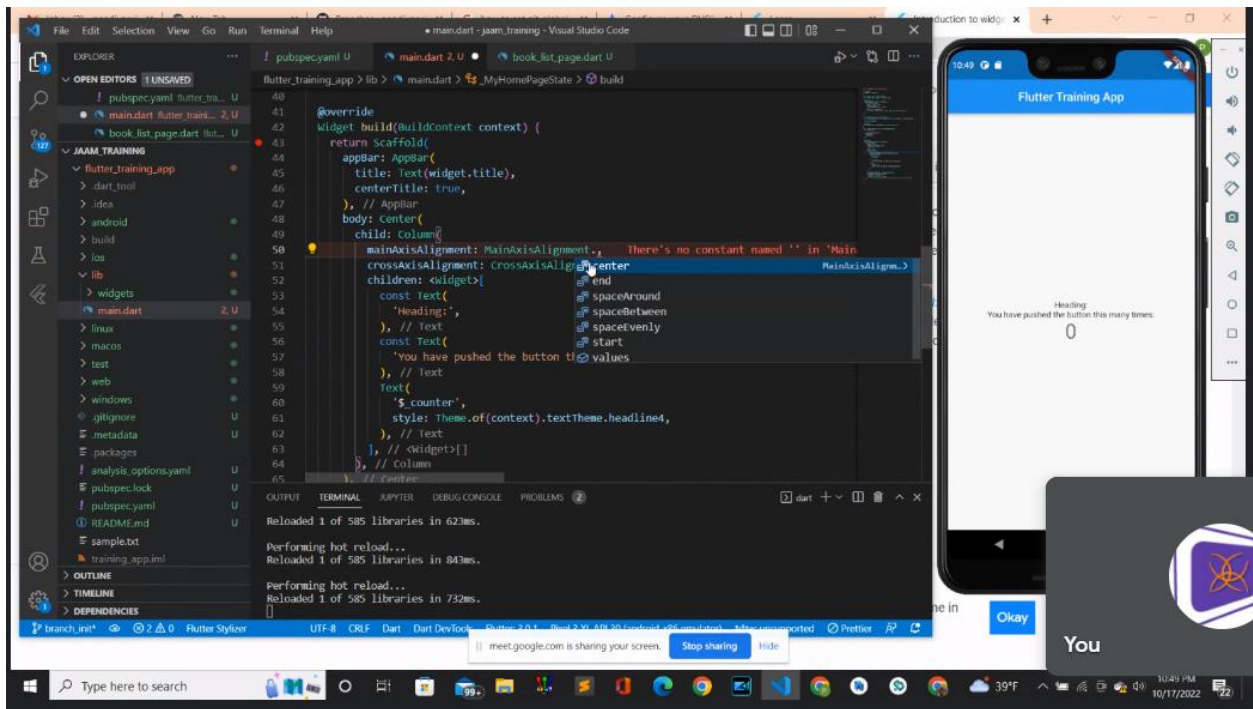 duction to widge
File Edit Selection View Go Run Terminal Help
● main.dart - jaam_training - Visual Studio Code
EXPLORER
OPEN EDITORS 1 UNSAVED
! pubspec.yaml flutter_tra... U
main.dart flutter_traini... 2, U
book_list_page.dart flut... U
JAAM_TRAINING
flutter_training_app
.dart_tool
.idea
android
build
ios
lib
widgets
main.dart 2, U
linux
macos
test
web
windows
.gitignore U
.metadata U
.packages
! analysis_options.yaml U
pubspec.lock U
! pubspec.yaml U
README.md U
sample.txt
training_app.iml
OUTLINE
TIMELINE
DEPENDENCIES
127
1
! pubspec.yaml U
main.dart 2, U ●
book_list_page.dart U
flutter_training_app > lib > main.dart > _MyHomePageState > build
40
41 @override
42 Widget build(BuildContext context) {
43 return Scaffold(
44 appBar: AppBar(
45 title: Text(widget.title),
46 centerTitle: true,
47 ), // AppBar
48 body: Center(
49 child: Column(
50 mainAxisAlignment: MainAxisAlignment., There's no constant named '' in 'Main
51 crossAxisAlignment: CrossAxisAlig
52 children: <Widget>[
53 const Text(
54 'Heading:',
55 ), // Text
56 const Text(
57 'You have pushed the button t
58 ), // Text
59 Text(
60 '$_counter',
61 style: Theme.of(context).textTheme.headline4,
62 ), // Text
63 ], // <Widget>[]
64 ), // Column
65 ), // Center
center MainAxisAlignm…>
end
spaceAround
spaceBetween
spaceEvenly
start
values
OUTPUT TERMINAL JUPYTER DEBUG CONSOLE PROBLEMS 2
dart
Reloaded 1 of 585 libraries in 623ms.
Performing hot reload...
Reloaded 1 of 585 libraries in 843ms.
Performing hot reload...
Reloaded 1 of 585 libraries in 732ms.
branch_init* 2 0 Flutter Stylizer
UTF-8 CRLF Dart Dart DevTools
Prettier
10:49
Flutter Training App
Heading:
You have pushed the button this many times:
0
ne in
Okay
You
meet.google.com is sharing your screen. Stop sharing Hide
Type here to search
99+
39°F
10:49 PM
10/17/2022
22